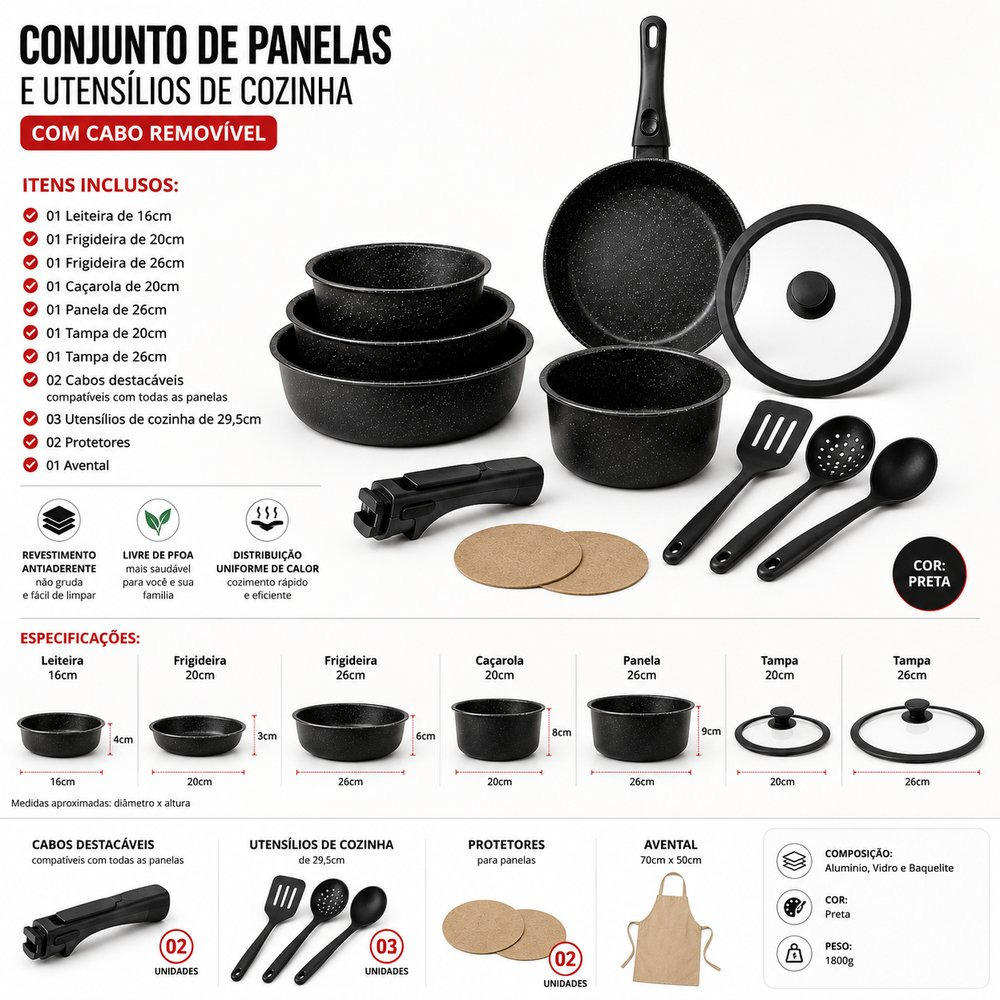 CONJUNTO DE PANELAS
E UTENSÍLIOS DE COZINHA
COM CABO REMOVÍVEL
ITENS INCLUSOS:
01 Leiteira de 16cm
01 Frigideira de 20cm
01 Frigideira de 26cm
01 Caçarola de 20cm
01 Panela de 26cm
01 Tampa de 20cm
01 Tampa de 26cm
02 Cabos destacáveis
compatíveis com todas as panelas
03 Utensílios de cozinha de 29,5cm
02 Protetores
01 Avental
REVESTIMENTO
ANTIADERENTE
não gruda
e fácil de limpar
LIVRE DE PFOA
mais saudável
para você e sua
familia
DISTRIBUIÇÃO
UNIFORME DE CALOR
cozimento rápido
e eficiente
COR:
PRETA
ESPECIFICAÇÕES:
Leiteira
16cm
4cm
16cm
Frigideira
20cm
3cm
20cm
Frigideira
26cm
6cm
26cm
Caçarola
20cm
8cm
20cm
Panela
26cm
9cm
26cm
Tampa
20cm
20cm
Tampa
26cm
26cm
Medidas aproximadas: diâmetro x altura
CABOS DESTACÁVEIS
compatíveis com todas as panelas
02
UNIDADES
UTENSÍLIOS DE COZINHA
de 29,5cm
03
UNIDADES
PROTETORES
para panelas
02
UNIDADES
AVENTAL
70cm x 50cm
COMPOSIÇÃO:
Alumínio, Vidro e Baquelite
COR:
Preta
PESO:
1800g